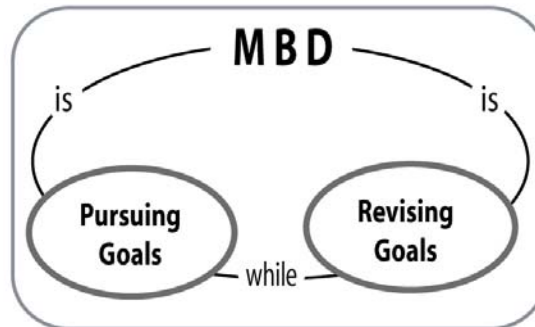 MBD
is
is
Pursuing
Goals
Revising
Goals
while